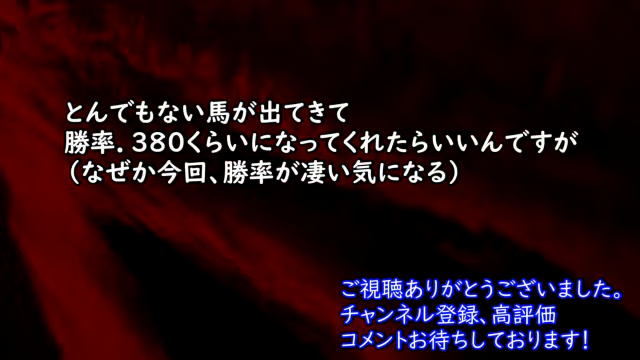 とんでもない馬が出てきて
勝率.380くらいになってくれたらいいんですが
（なぜか今回、勝率が凄い気になる）
ご視聴ありがとうございました。
チャンネル登録、高評価
コメントお待ちしております！